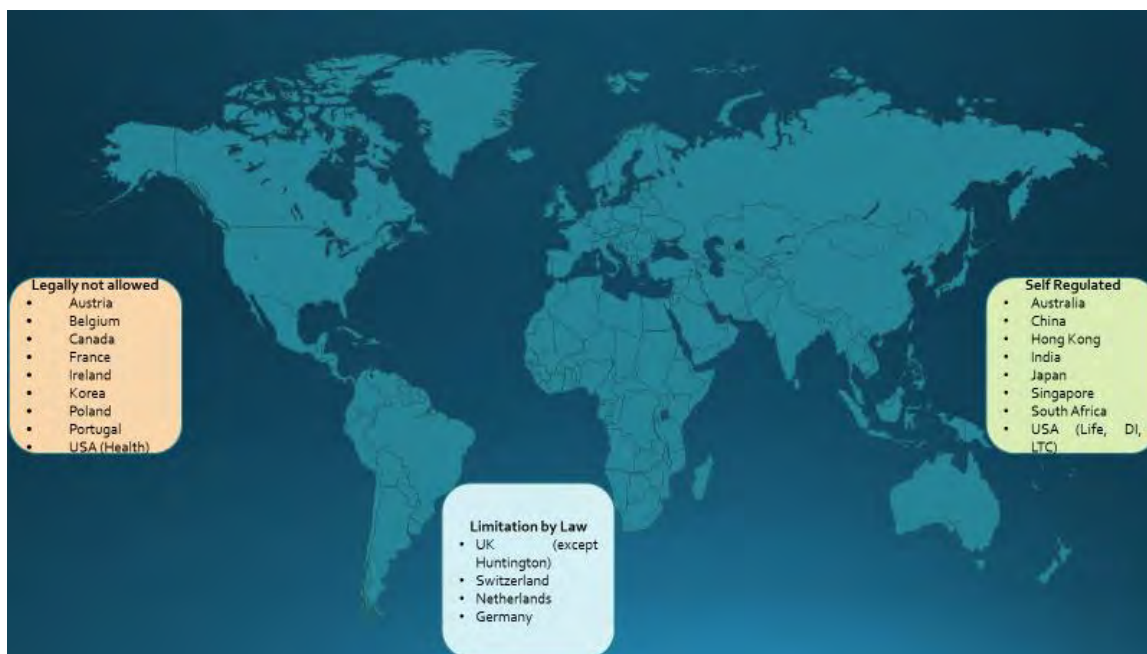 Legally not allowed
• Austria
• Belgium
• Canada
• France
• Ireland
• Korea
• Poland
• Portugal
• USA (Health)
Limitation by Law
• UK (except
Huntington)
• Switzerland
• Netherlands
• Germany
Self Regulated
• Australia
• China
• Hong Kong
• India
• Japan
• Singapore
• South Africa
• USA (Life, DI,
LTC)